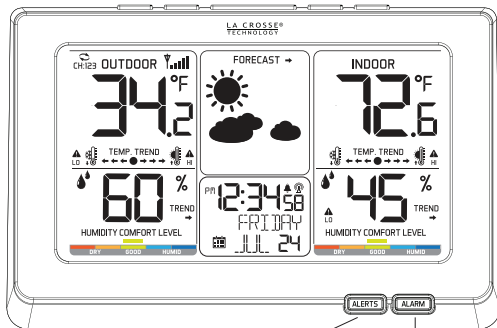 LA CROSSE®
TECHNOLOGY
CH:123 OUTDOOR
34.2 °F
LO TEMP. TREND HI
60 %
TREND
HUMIDITY COMFORT LEVEL
DRY GOOD HUMID
FORECAST
PM 12:34 58
FRIDAY
JUL 24
INDOOR
72.6 °F
LO TEMP. TREND HI
45 %
LO TREND
HUMIDITY COMFORT LEVEL
DRY GOOD HUMID
ALERTS ALARM